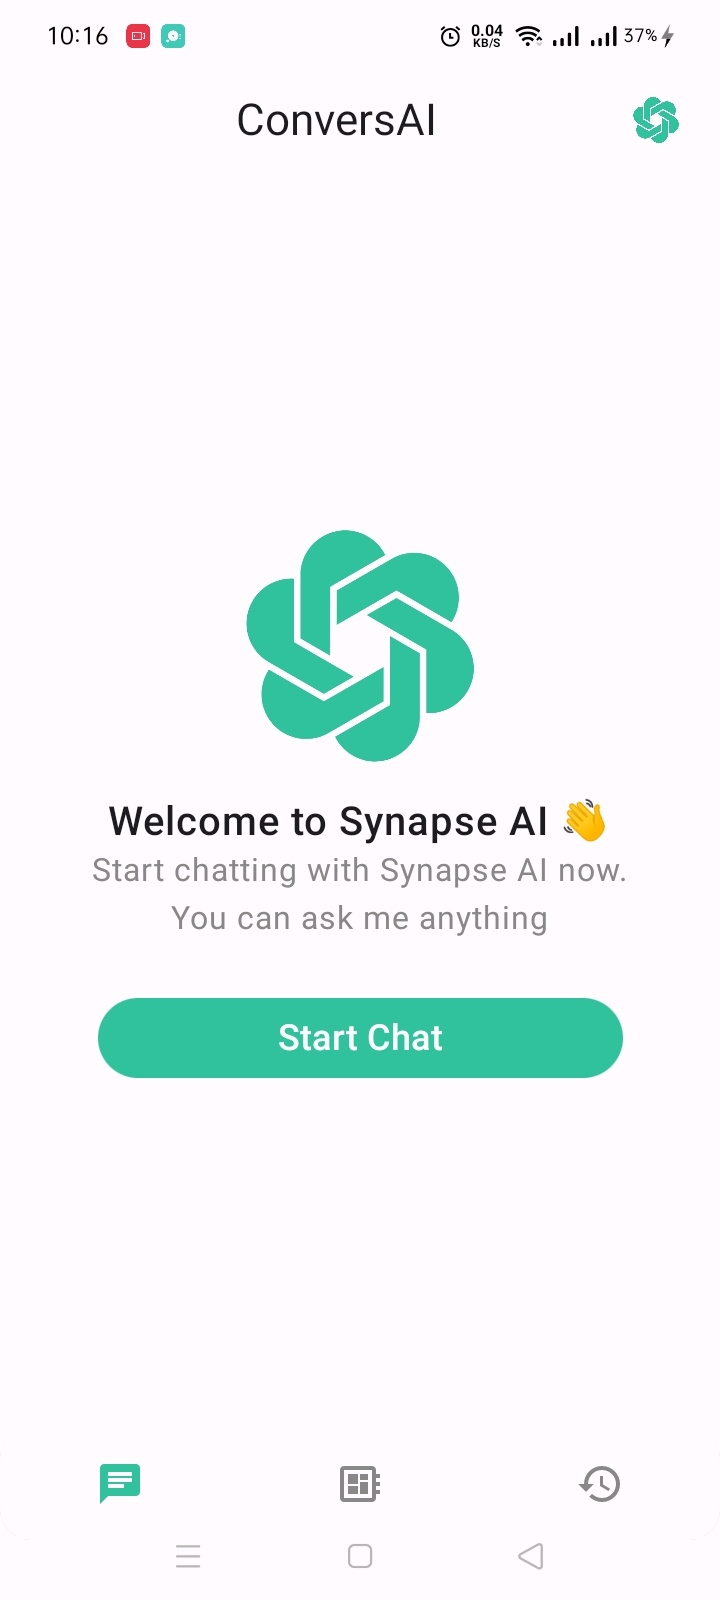 10:16 0.04 KB/S 37%
ConversAI
Welcome to Synapse AI 👋
Start chatting with Synapse AI now.
You can ask me anything
Start Chat